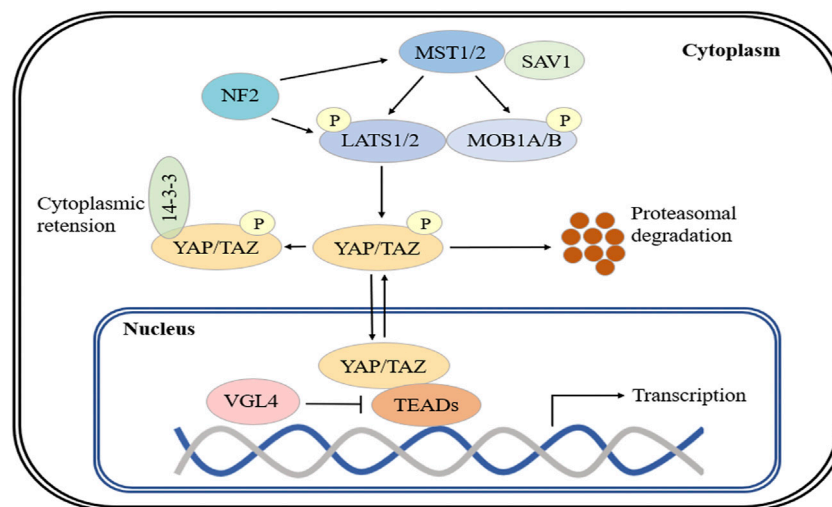 MST1/2
SAV1
Cytoplasm
NF2
P
P
LATS1/2
MOB1A/B
Cytoplasmic
retension
14-3-3
P
YAP/TAZ
P
YAP/TAZ
Proteasomal
degradation
Nucleus
YAP/TAZ
VGL4
TEADs
Transcription